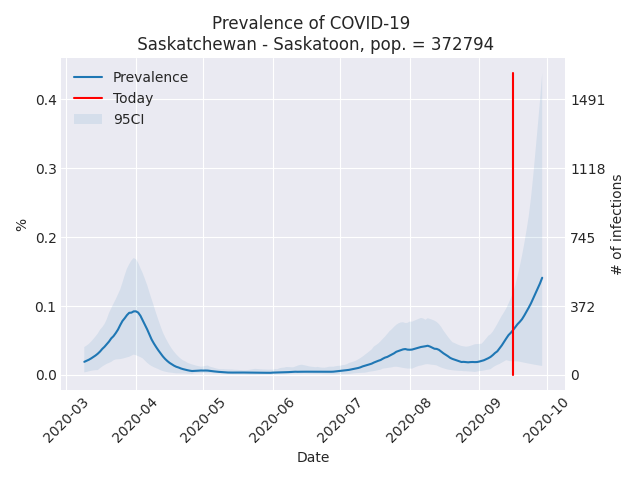 Prevalence of COVID-19
Saskatchewan - Saskatoon, pop. = 372794
Prevalence
Today
95CI
0.4
0.3
0.2
0.1
0.0
%
1491
1118
745
372
0
# of infections
2020-03
2020-04
2020-05
2020-06
2020-07
2020-08
2020-09
2020-10
Date